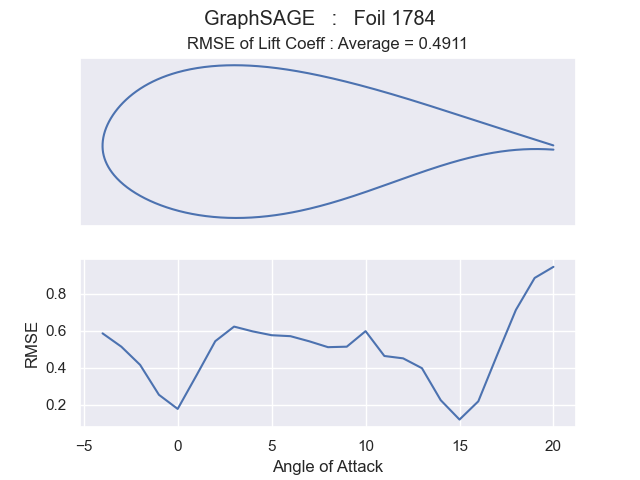 GraphSAGE : Foil 1784
RMSE of Lift Coeff : Average = 0.4911
0.8
0.6
0.4
0.2
RMSE
−5 0 5 10 15 20
Angle of Attack